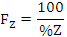 F_Z = 100/%Z